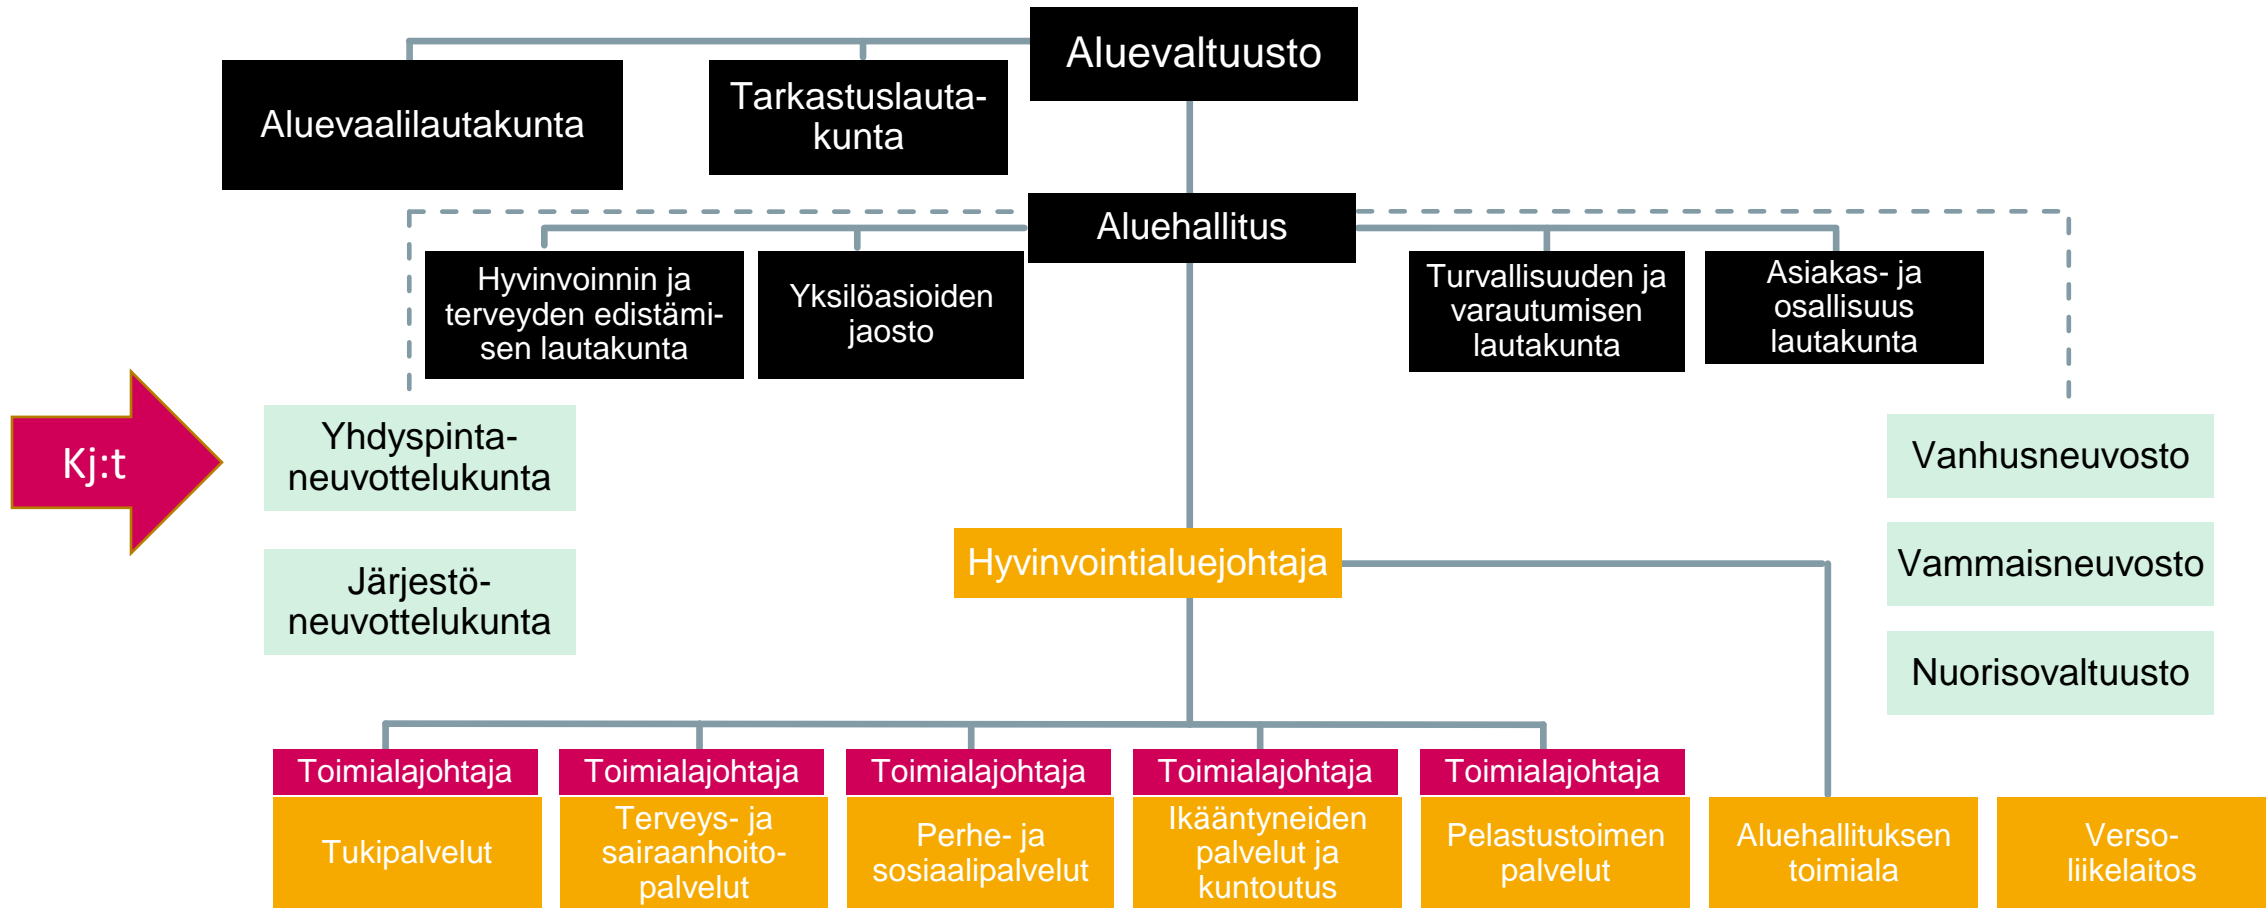 Aluevaltuusto
Aluevaalilautakunta
Tarkastuslauta-
kunta
Aluehallitus
Hyvinvoinnin ja
terveyden edistämi-
sen lautakunta
Yksilöasioiden
jaosto
Turvallisuuden ja
varautumisen
lautakunta
Asiakas- ja
osallisuus
lautakunta
Kj:t
Yhdyspinta-
neuvottelukunta
Järjestö-
neuvottelukunta
Vanhusneuvosto
Vammaisneuvosto
Nuorisovaltuusto
Hyvinvointialuejohtaja
Toimialajohtaja
Tukipalvelut
Toimialajohtaja
Terveys- ja
sairaanhoito-
palvelut
Toimialajohtaja
Perhe- ja
sosiaalipalvelut
Toimialajohtaja
Ikääntyneiden
palvelut ja
kuntoutus
Toimialajohtaja
Pelastustoimen
palvelut
Aluehallituksen
toimiala
Verso-
liikelaitos